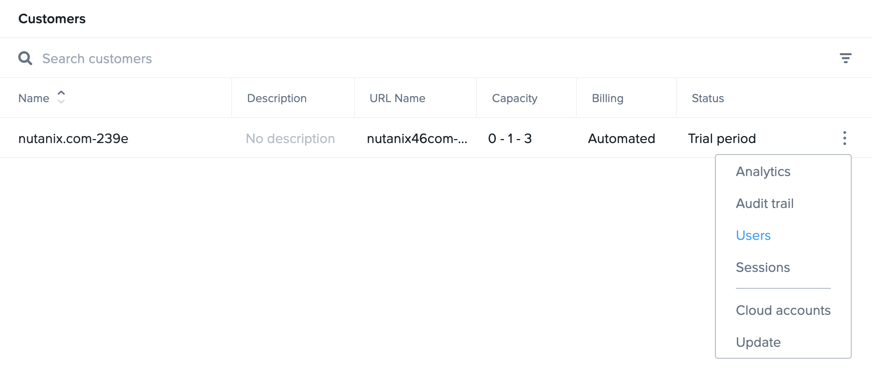 Customers
Search customers
Name Description URL Name Capacity Billing Status
nutanix.com-239e No description nutanix46com-... 0 - 1 - 3 Automated Trial period
Analytics
Audit trail
Users
Sessions
Cloud accounts
Update